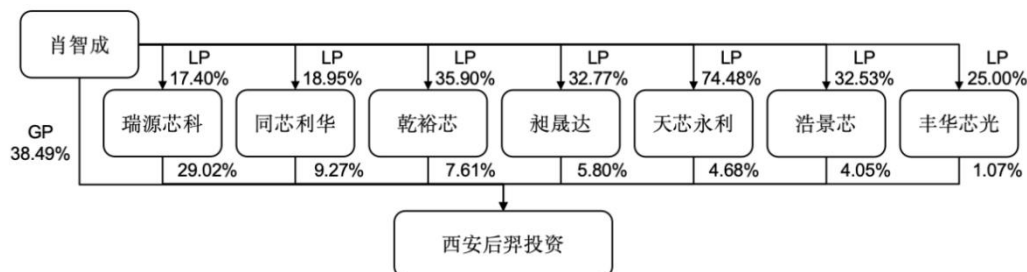 肖智成
LP LP LP LP LP LP LP
17.40% 18.95% 35.90% 32.77% 74.48% 32.53% 25.00%
瑞源芯科 同芯利华 乾裕芯 昶晟达 天芯永利 浩景芯 丰华芯光
GP
38.49%
29.02% 9.27% 7.61% 5.80% 4.68% 4.05% 1.07%
西安后羿投资